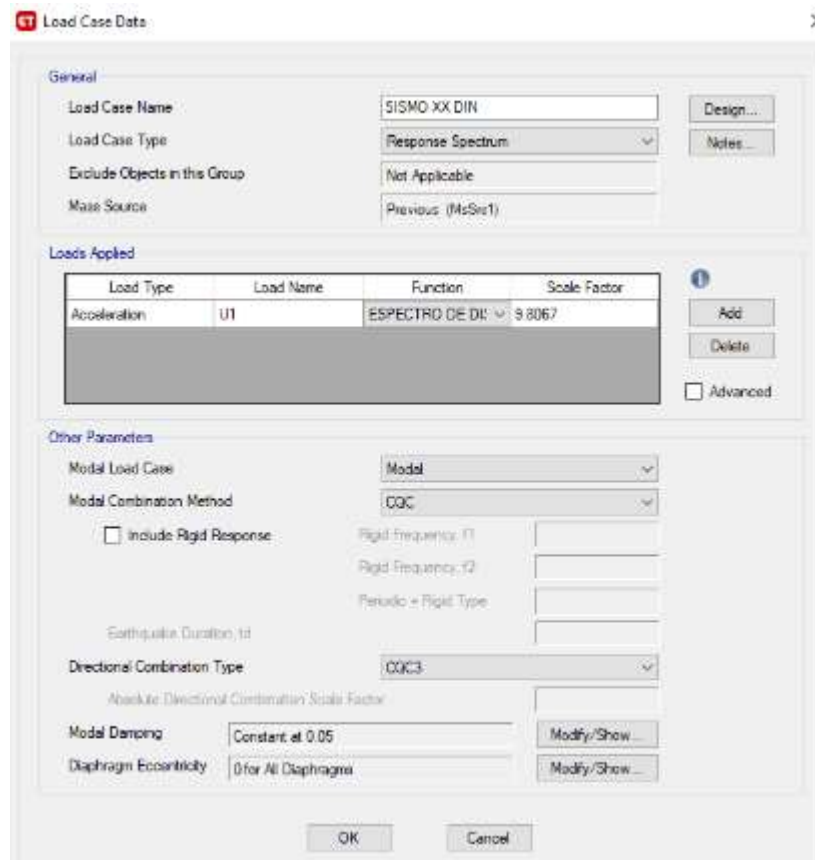 ET Load Case Data
General
Load Case Name SISMO XX DIN Design...
Load Case Type Response Spectrum Notes...
Exclude Objects in this Group Not Applicable
Mass Source Previous (MsSrc1)
Loads Applied
Load Type Load Name Function Scale Factor
Acceleration U1 ESPECTRO DE DIS 9.8067 Add
Delete
Advanced
Other Parameters
Modal Load Case Modal
Modal Combination Method CQC
Include Rigid Response Rigid Frequency, f1
Rigid Frequency, f2
Periodic + Rigid Type
Earthquake Duration, td
Directional Combination Type CQC3
Absolute Directional Combination Scale Factor
Modal Damping Constant at 0.05 Modify/Show...
Diaphragm Eccentricity 0 for All Diaphragms Modify/Show...
OK Cancel